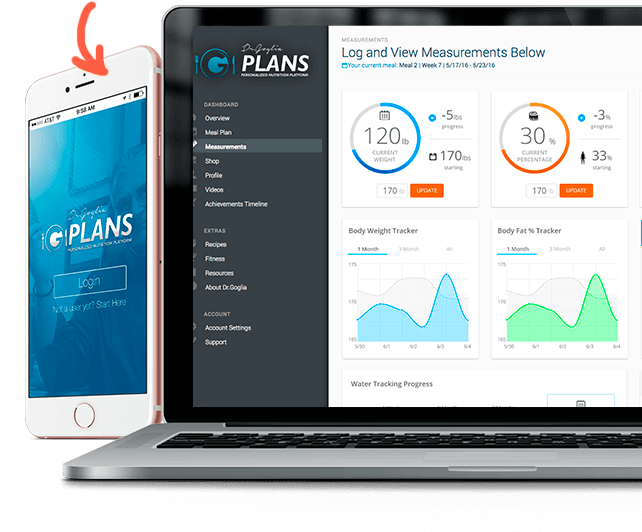 AT&T
9:58 AM
Dr.Goglia
PLANS
PERSONALIZED NUTRITION PLATFORM
Login
Not a user yet? Start Here
Dr.Goglia
PLANS
PERSONALIZED NUTRITION PLATFORM
DASHBOARD
Overview
Meal Plan
Measurements
Shop
Profile
Videos
Achievements Timeline
EXTRAS
Recipes
Fitness
Resources
About Dr.Goglia
ACCOUNT
Account Settings
Support
MEASUREMENTS
Log and View Measurements Below
Your current meal: Meal 2 | Week 7 | 5/17/16 - 5/23/16
120 lb
CURRENT
WEIGHT
-5lbs
progress
170lbs
starting
170 lb
UPDATE
30 %
CURRENT
PERCENTAGE
-3%
progress
33%
starting
170 lb
UPDATE
Body Weight Tracker
1 Month 3 Month All
175
170
165
5/30 6/1 6/2 6/3 6/4
Body Fat % Tracker
1 Month 3 Month All
175
170
165
5/30 6/1 6/2 6/3 6/4
Water Tracking Progress